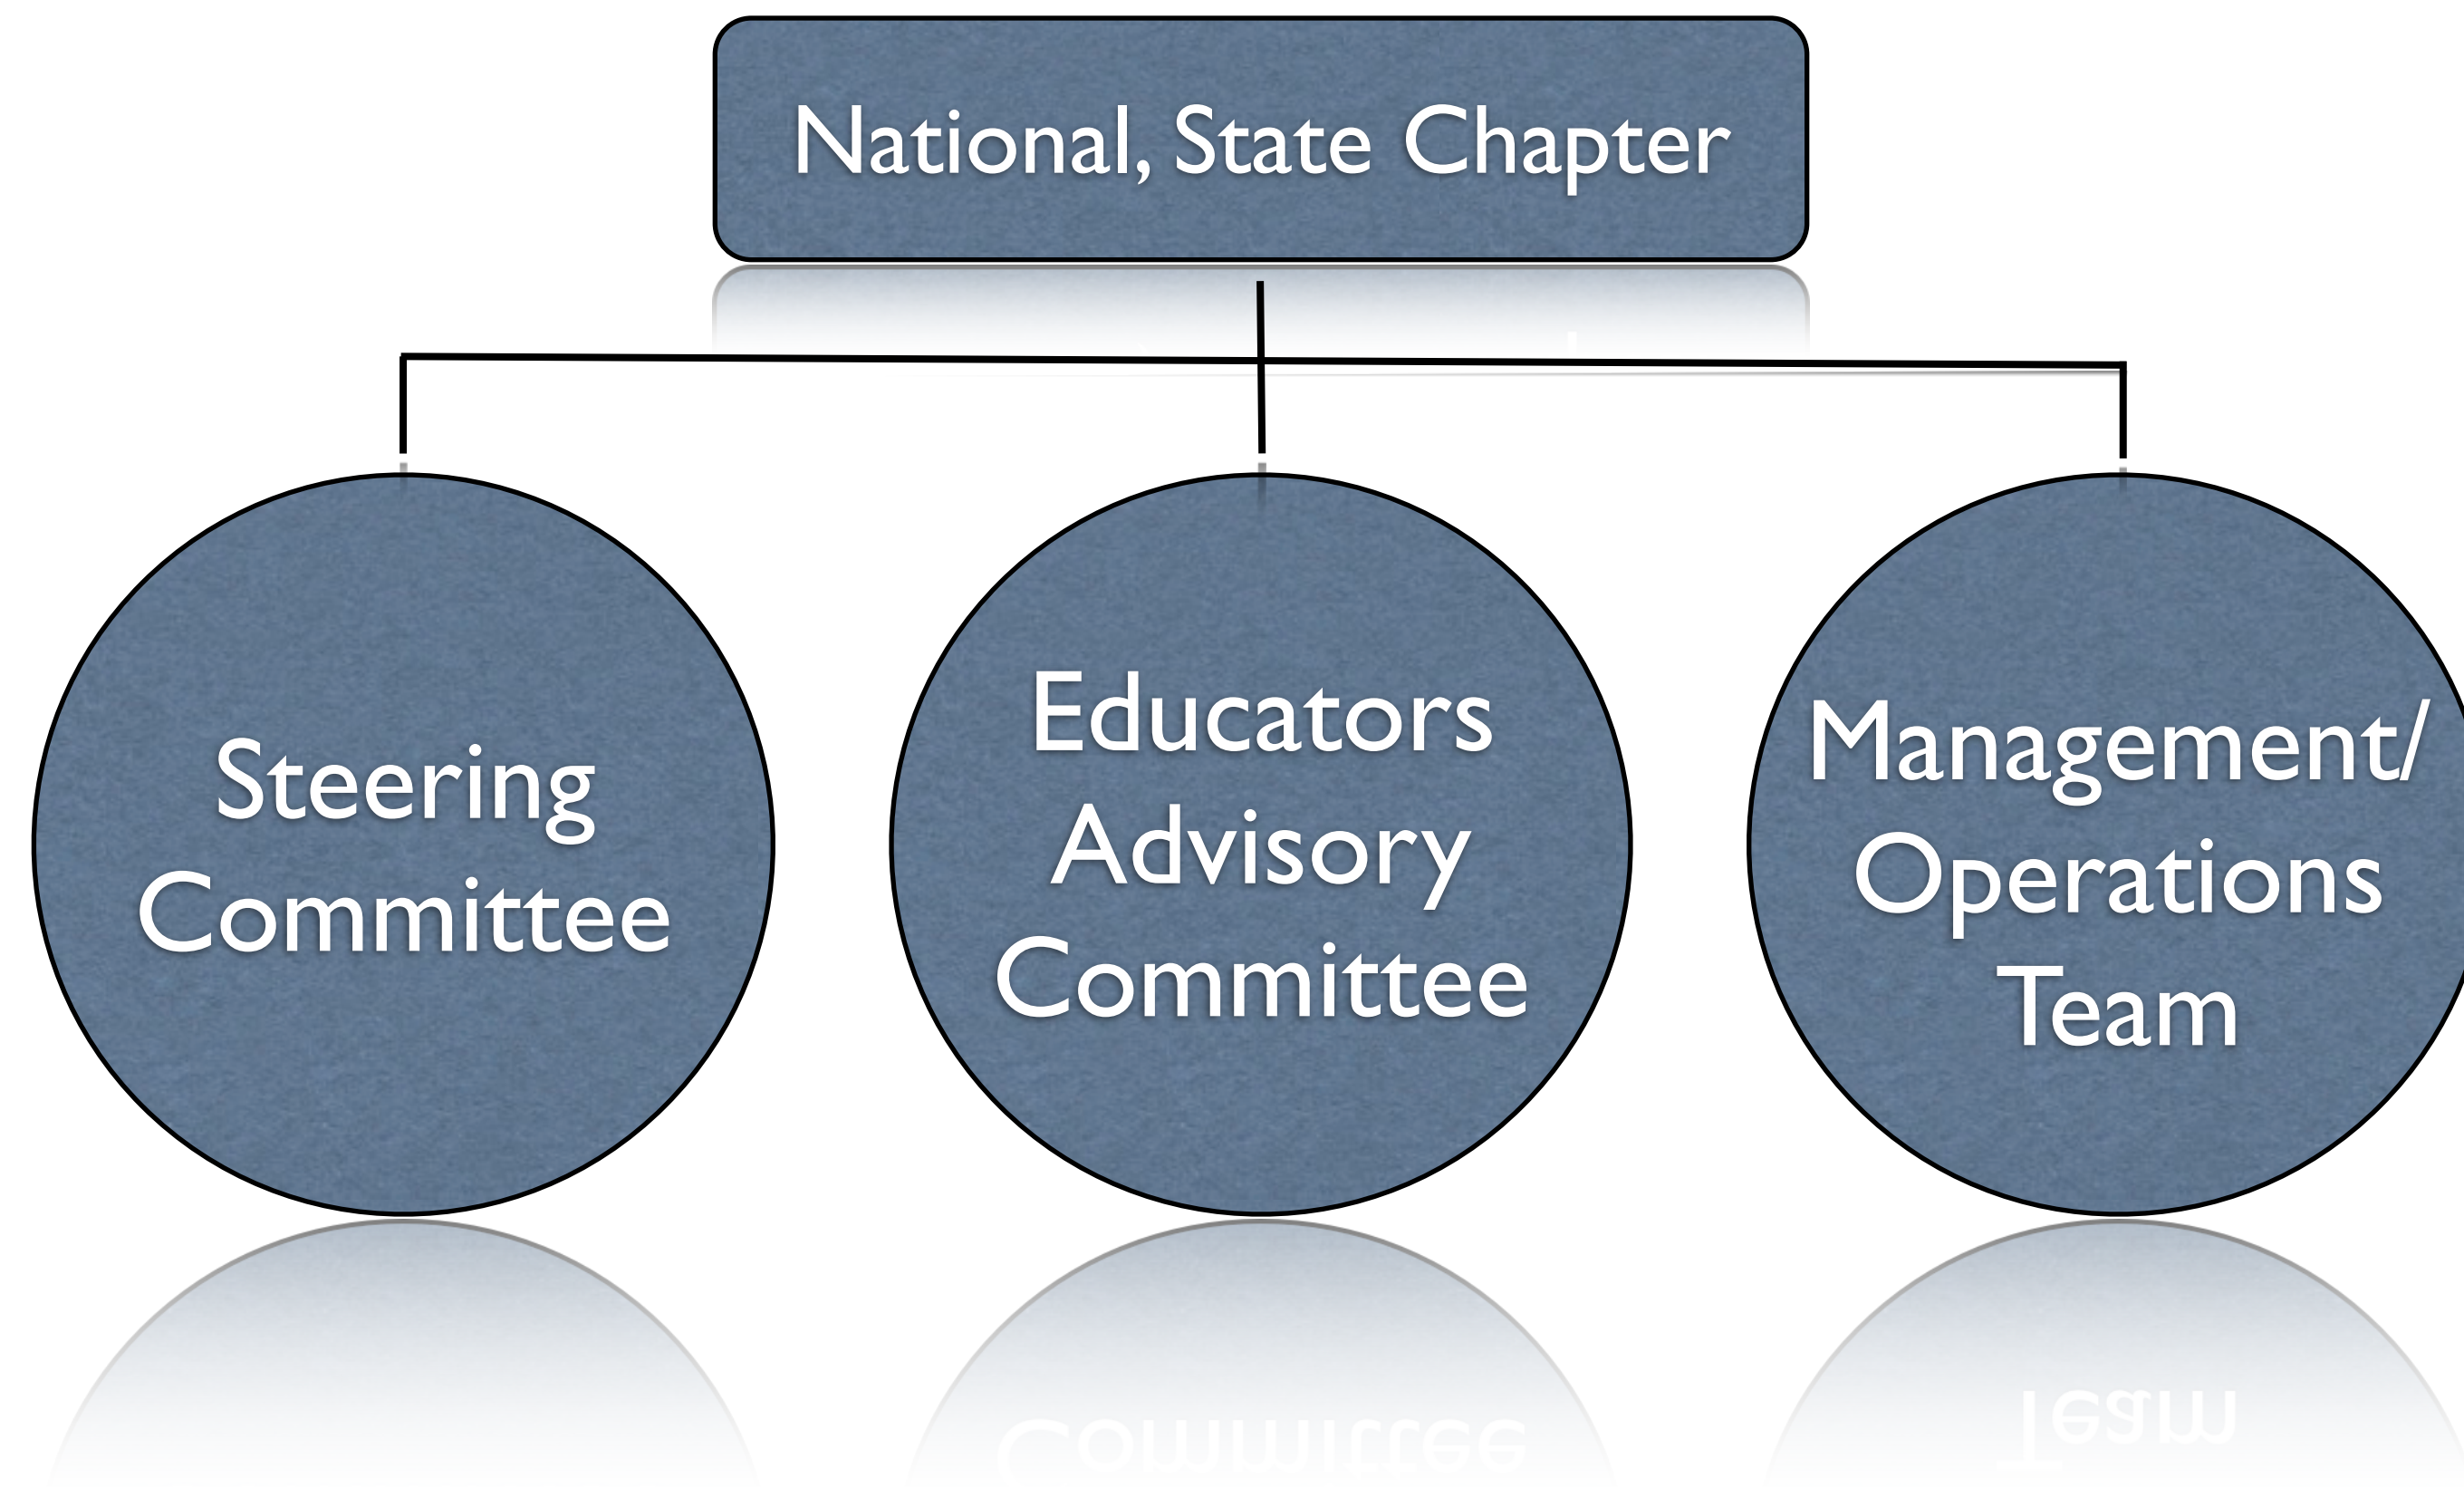 National, State Chapter
Steering
Committee
Educators
Advisory
Committee
Management/
Operations
Team